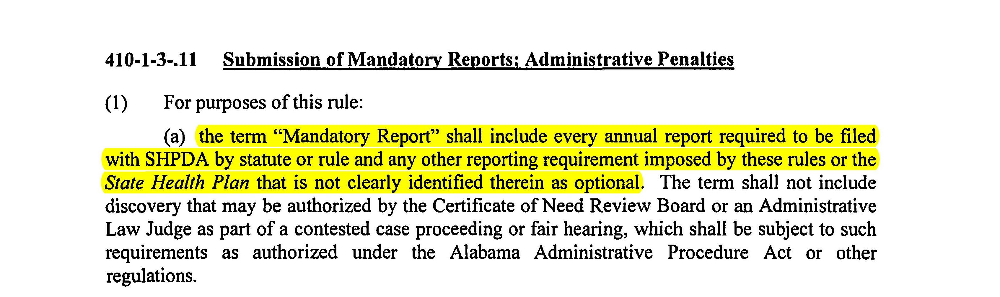 410-1-3-.11 Submission of Mandatory Reports; Administrative Penalties
(1) For purposes of this rule:
(a) the term “Mandatory Report” shall include every annual report required to be filed
with SHPDA by statute or rule and any other reporting requirement imposed by these rules or the
State Health Plan that is not clearly identified therein as optional. The term shall not include
discovery that may be authorized by the Certificate of Need Review Board or an Administrative
Law Judge as part of a contested case proceeding or fair hearing, which shall be subject to such
requirements as authorized under the Alabama Administrative Procedure Act or other
regulations.